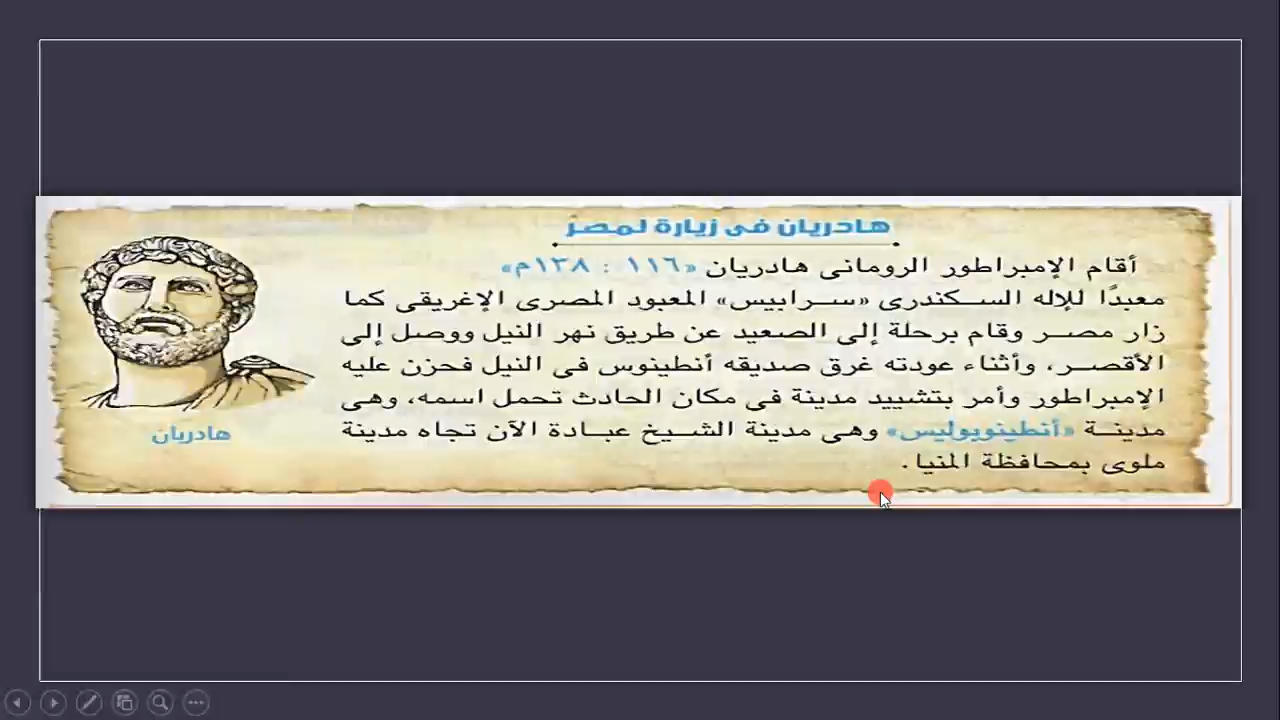 هادريان فى زيارة لمصر
أقام الإمبراطور الرومانى هادريان «١١٦ : ١٣٨م»
معبدًا للإله السكندرى «سرابيس» المعبود المصرى الإغريقى كما
زار مصر وقام برحلة إلى الصعيد عن طريق نهر النيل ووصل إلى
الأقصر، وأثناء عودته غرق صديقه أنطينوس فى النيل فحزن عليه
الإمبراطور وأمر بتشييد مدينة فى مكان الحادث تحمل اسمه، وهى
مدينة «أنطينوبوليس» وهى مدينة الشيخ عبادة الآن تجاه مدينة
ملوى بمحافظة المنيا.
هادريان